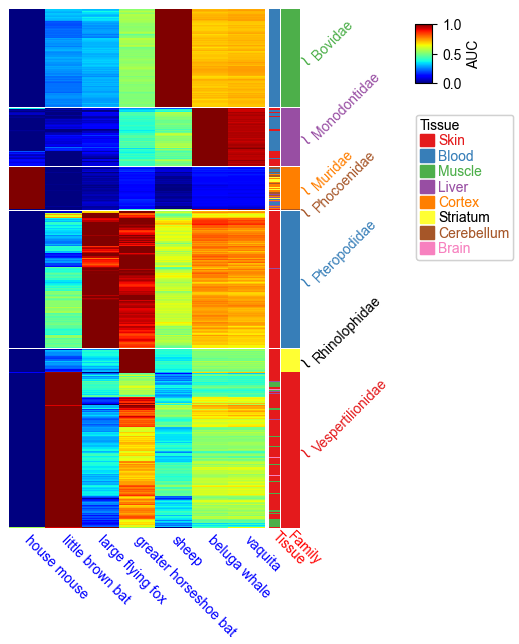 1.0
0.5
0.0
AUC
Tissue
Skin
Blood
Muscle
Liver
Cortex
Striatum
Cerebellum
Brain
Bovidae
Monodontidae
Muridae
Phocoenidae
Pteropodidae
Rhinolophidae
Vespertilionidae
house mouse
little brown bat
large flying fox
greater horseshoe bat
sheep
beluga whale
vaquita
Tissue
Family